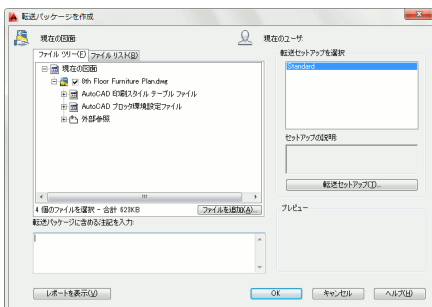 転送パッケージを作成
現在の図面
現在のユーザ:
ファイル ツリー(F)
ファイル リスト(B)
転送セットアップを選択
現在の図面
Standard
8th Floor Furniture Plan.dwg
AutoCAD 印刷スタイル テーブル ファイル
AutoCAD プロッタ環境設定ファイル
外部参照
セットアップの説明:
転送セットアップ(T)...
4 個のファイルを選択 - 合計 629KB
ファイルを追加(A)...
プレビュー
転送パッケージに含める注記を入力:
レポートを表示(V)
OK
キャンセル
ヘルプ(H)